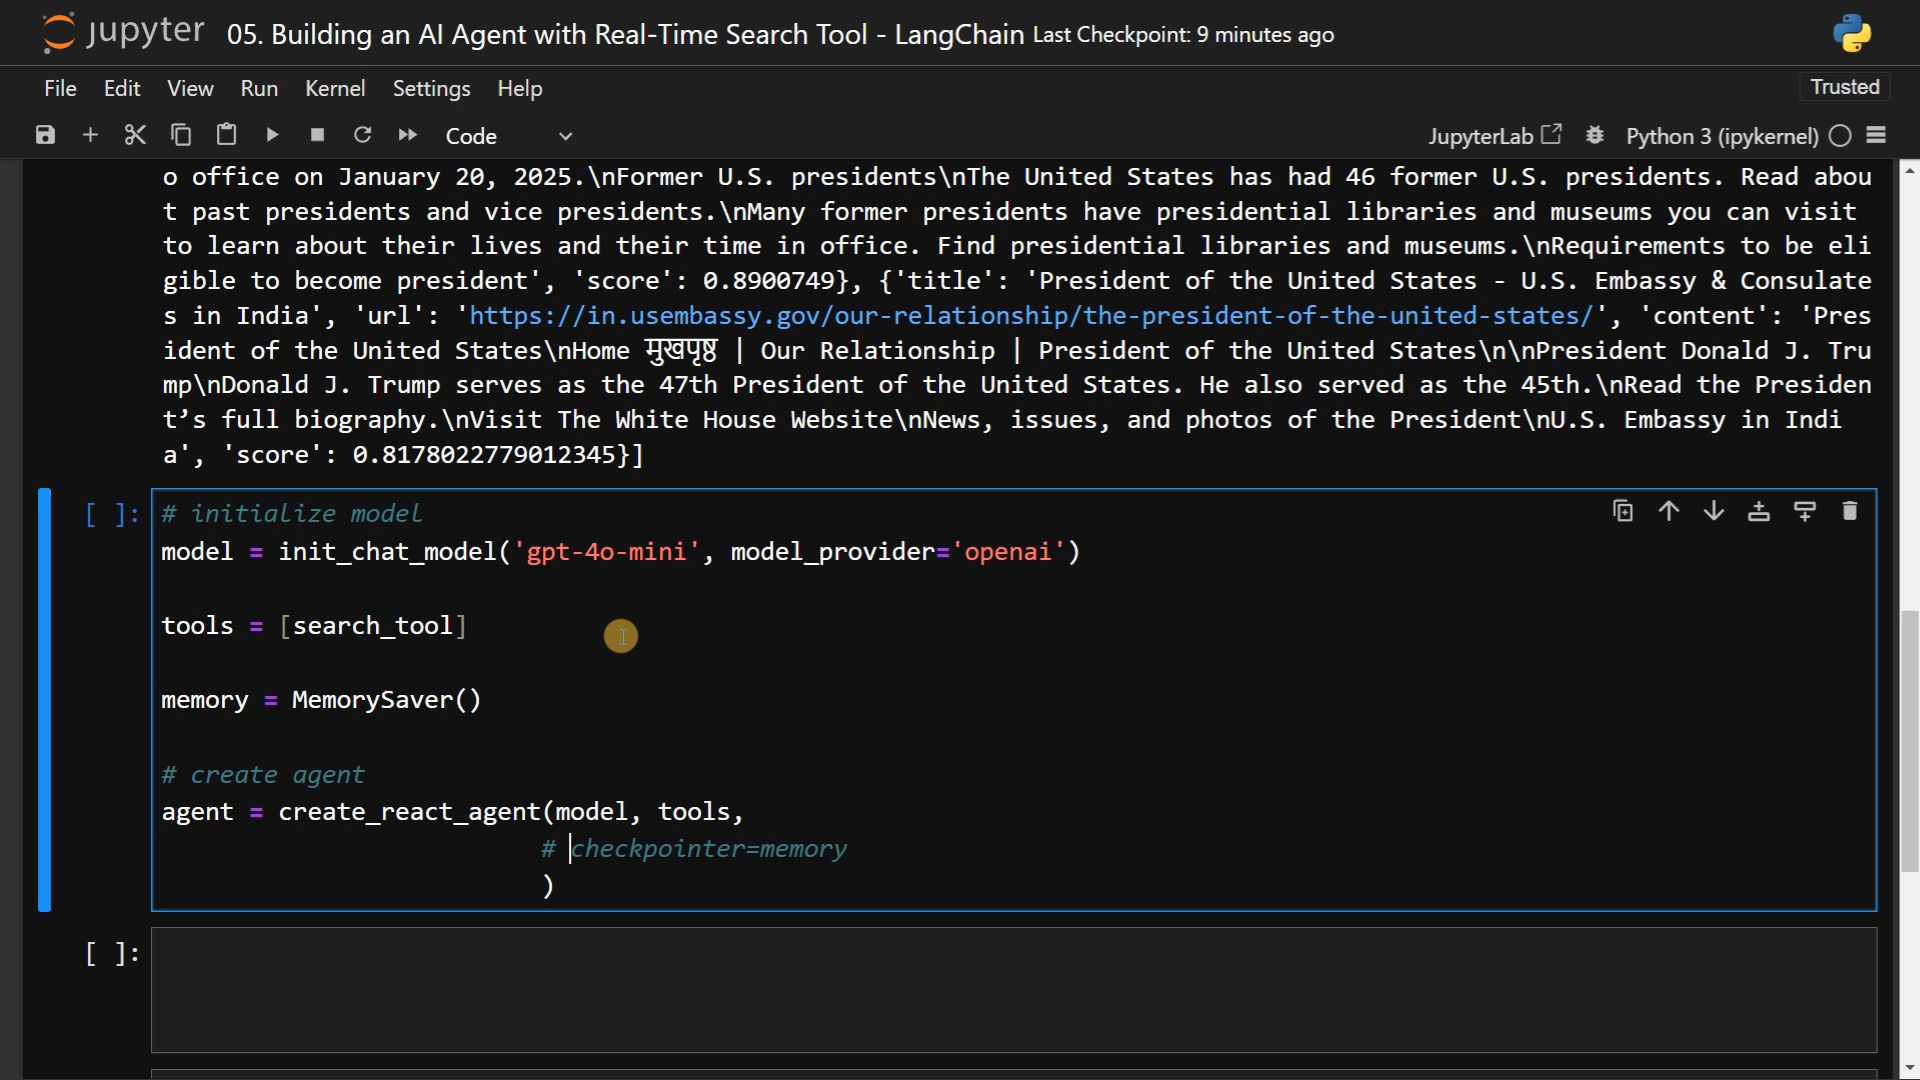 jupyter 05. Building an AI Agent with Real-Time Search Tool - LangChain Last Checkpoint: 9 minutes ago
File Edit View Run Kernel Settings Help Trusted
Code JupyterLab Python 3 (ipykernel)
o office on January 20, 2025.\nFormer U.S. presidents\nThe United States has had 46 former U.S. presidents. Read abou
t past presidents and vice presidents.\nMany former presidents have presidential libraries and museums you can visit
to learn about their lives and their time in office. Find presidential libraries and museums.\nRequirements to be eli
gible to become president', 'score': 0.8900749}, {'title': 'President of the United States - U.S. Embassy & Consulate
s in India', 'url': 'https://in.usembassy.gov/our-relationship/the-president-of-the-united-states/', 'content': 'Pres
ident of the United States\nHome मुखपृष्ठ | Our Relationship | President of the United States\n\nPresident Donald J. Tru
mp\nDonald J. Trump serves as the 47th President of the United States. He also served as the 45th.\nRead the Presiden
t’s full biography.\nVisit The White House Website\nNews, issues, and photos of the President\nU.S. Embassy in Indi
a', 'score': 0.8178022779012345}]
[ ]: # initialize model
model = init_chat_model('gpt-4o-mini', model_provider='openai')
tools = [search_tool]
memory = MemorySaver()
# create agent
agent = create_react_agent(model, tools,
# checkpointer=memory
)
[ ]: